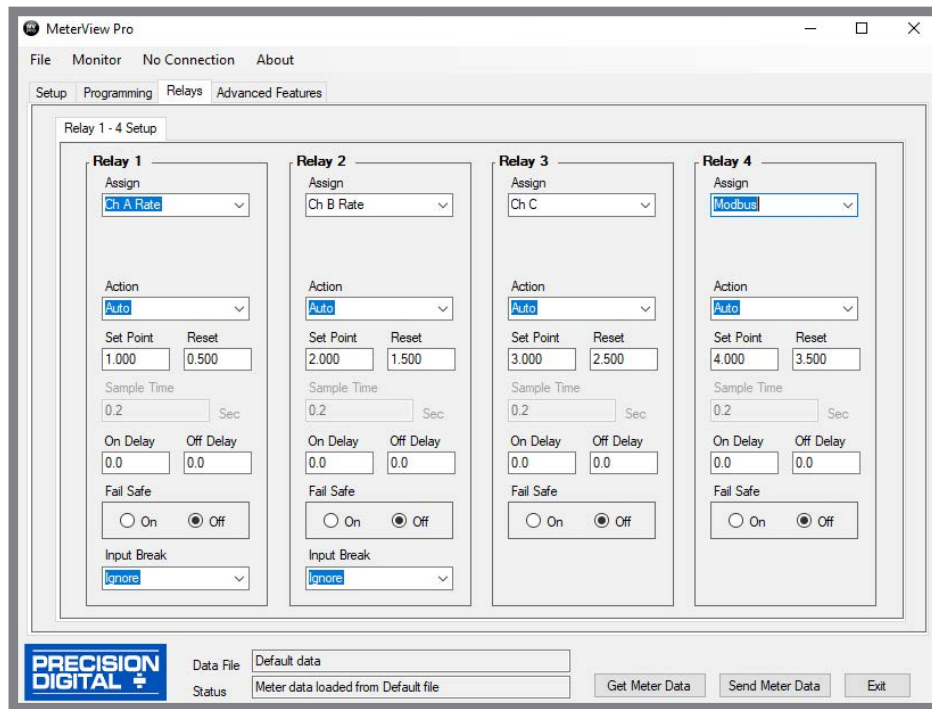 MeterView Pro
File Monitor No Connection About
Setup Programming Relays Advanced Features
Relay 1 - 4 Setup
Relay 1 Relay 2 Relay 3 Relay 4
Assign Assign Assign Assign
Ch A Rate Ch B Rate Ch C Modbus
Action Action Action Action
Auto Auto Auto Auto
Set Point Reset Set Point Reset Set Point Reset Set Point Reset
1.000 0.500 2.000 1.500 3.000 2.500 4.000 3.500
Sample Time Sample Time Sample Time Sample Time
0.2 Sec 0.2 Sec 0.2 Sec 0.2 Sec
On Delay Off Delay On Delay Off Delay On Delay Off Delay On Delay Off Delay
0.0 0.0 0.0 0.0 0.0 0.0 0.0 0.0
Fail Safe Fail Safe Fail Safe Fail Safe
On Off On Off On Off On Off
Input Break Input Break
Ignore Ignore
PRECISION
DIGITAL
Data File Default data
Status Meter data loaded from Default file
Get Meter Data Send Meter Data Exit